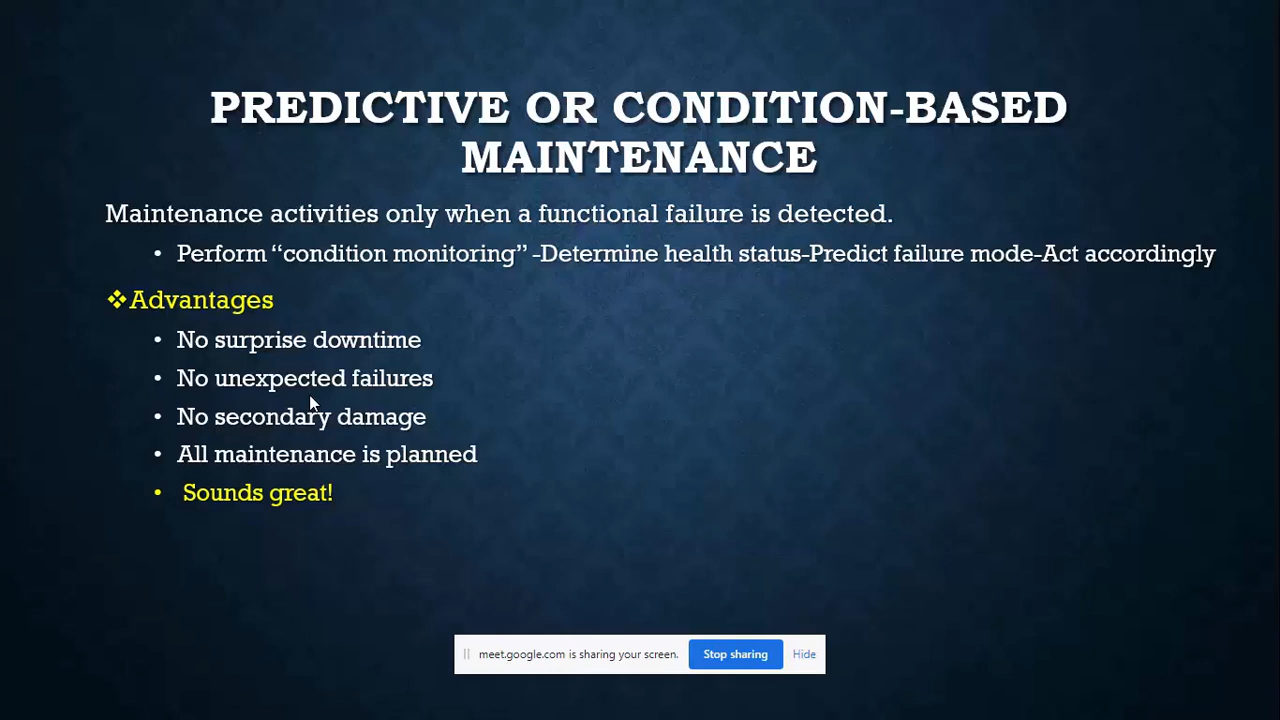 PREDICTIVE OR CONDITION-BASED
MAINTENANCE
Maintenance activities only when a functional failure is detected.
• Perform “condition monitoring” -Determine health status-Predict failure mode-Act accordingly
❖Advantages
• No surprise downtime
• No unexpected failures
• No secondary damage
• All maintenance is planned
• Sounds great!
meet.google.com is sharing your screen. Stop sharing Hide